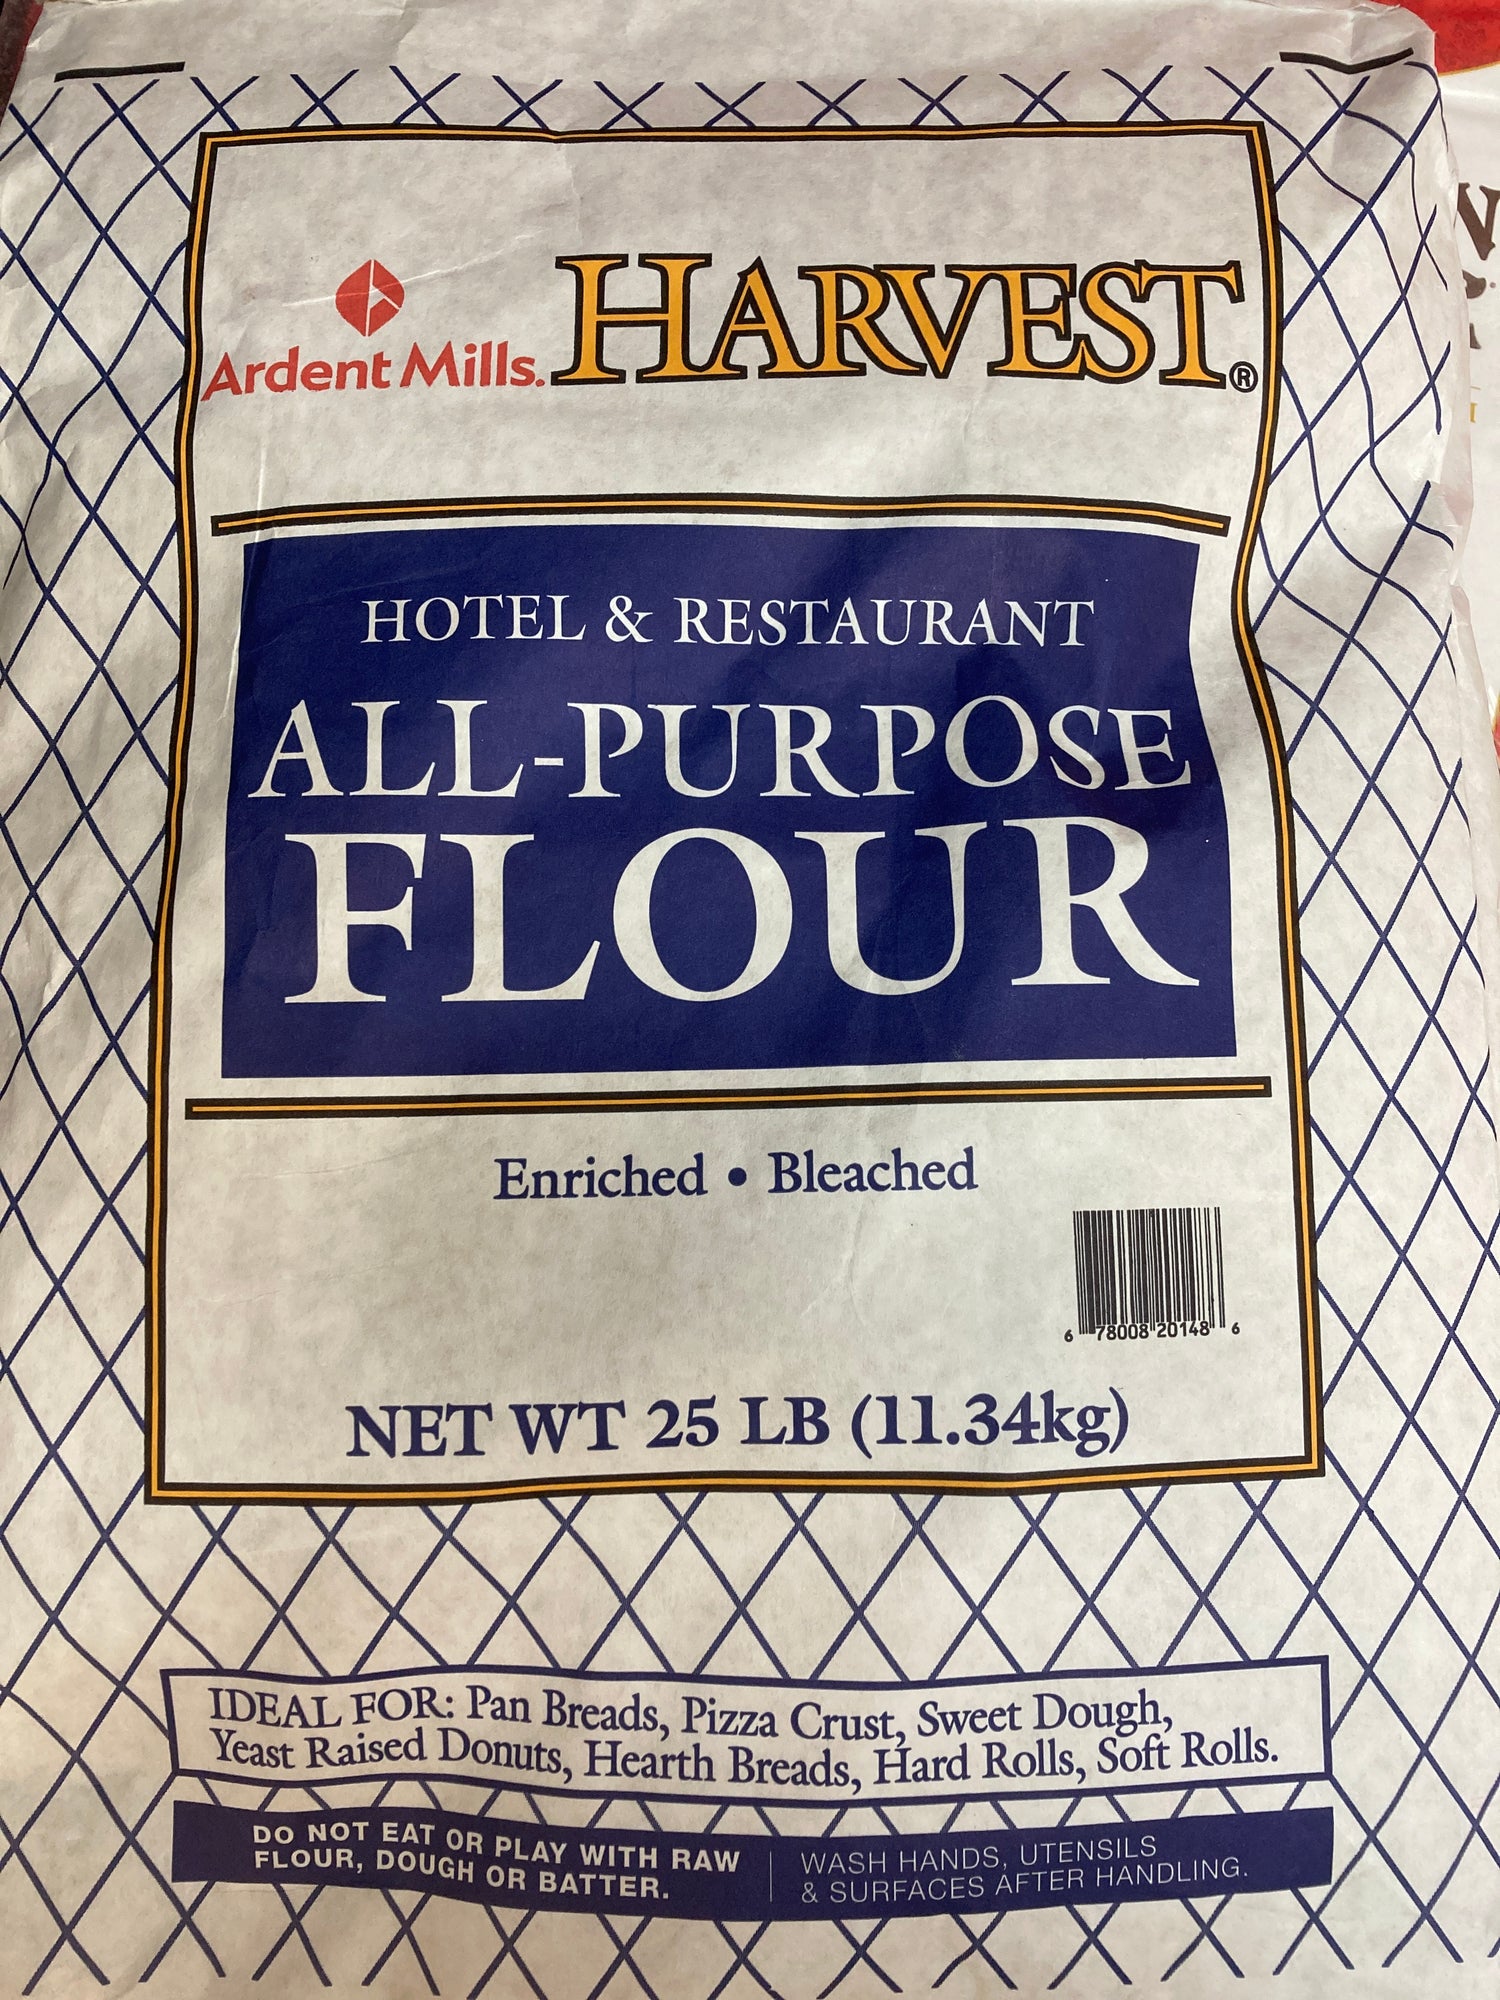 Ardent Mills. HARVEST®
HOTEL & RESTAURANT
ALL-PURPOSE
FLOUR
Enriched • Bleached
6 78008 20148 6
NET WT 25 LB (11.34kg)
IDEAL FOR: Pan Breads, Pizza Crust, Sweet Dough,
Yeast Raised Donuts, Hearth Breads, Hard Rolls, Soft Rolls.
DO NOT EAT OR PLAY WITH RAW
FLOUR, DOUGH OR BATTER.
WASH HANDS, UTENSILS
& SURFACES AFTER HANDLING.